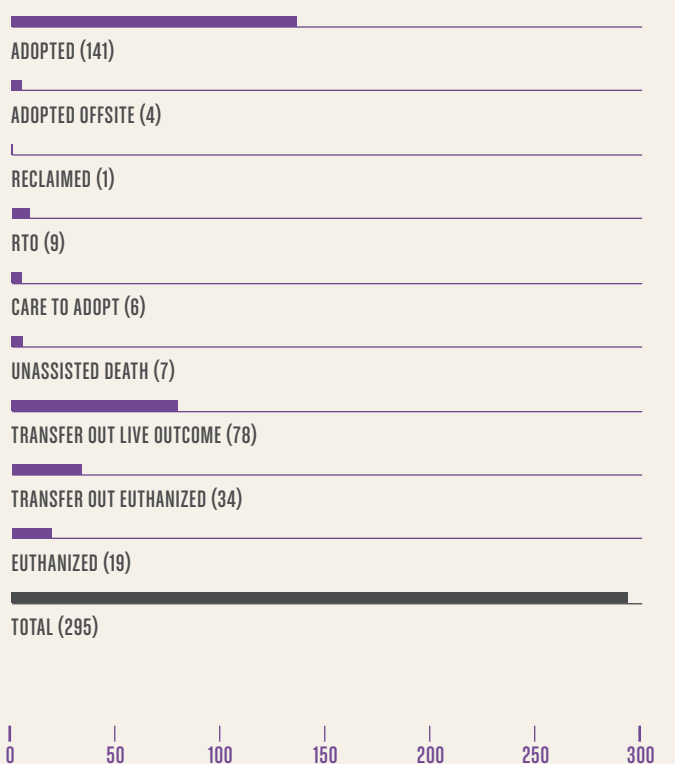 ADOPTED (141)
ADOPTED OFFSITE (4)
RECLAIMED (1)
RTO (9)
CARE TO ADOPT (6)
UNASSISTED DEATH (7)
TRANSFER OUT LIVE OUTCOME (78)
TRANSFER OUT EUTHANIZED (34)
EUTHANIZED (19)
TOTAL (295)
0 50 100 150 200 250 300